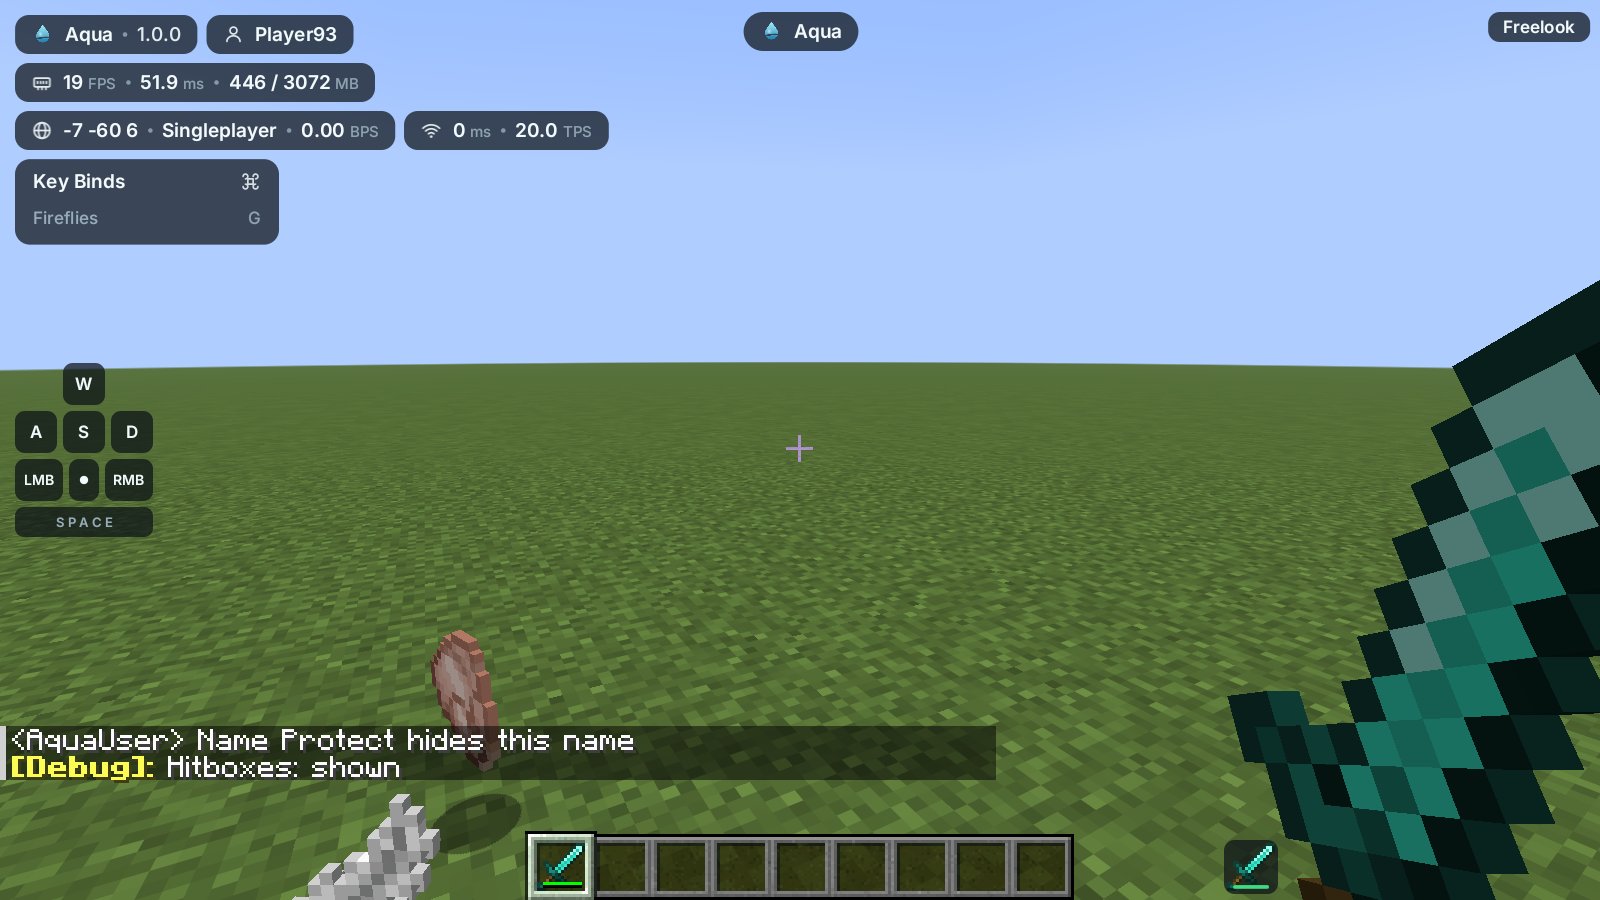 Aqua • 1.0.0
Player93
Aqua
Freelook
19 FPS • 51.9 ms • 446 / 3072 MB
-7 -60 6 • Singleplayer • 0.00 BPS
0 ms • 20.0 TPS
Key Binds ⌘
Fireflies G
W
A S D
LMB RMB
SPACE
<AquaUser> Name Protect hides this name
[Debug]: Hitboxes: shown